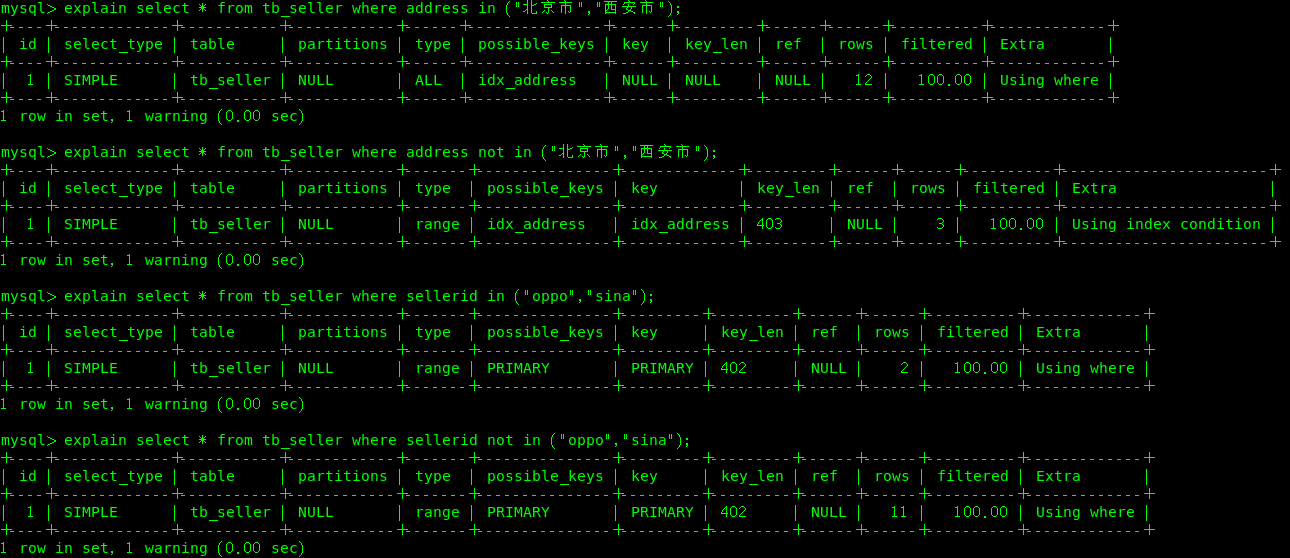 mysql> explain select * from tb_seller where address in ("北京市","西安市");
+----+-------------+-----------+------------+------+---------------+------+---------+------+------+----------+-------------+
| id | select_type | table     | partitions | type | possible_keys | key  | key_len | ref  | rows | filtered | Extra       |
+----+-------------+-----------+------------+------+---------------+------+---------+------+------+----------+-------------+
|  1 | SIMPLE      | tb_seller | NULL       | ALL  | idx_address   | NULL | NULL    | NULL |   12 |   100.00 | Using where |
+----+-------------+-----------+------------+------+---------------+------+---------+------+------+----------+-------------+
1 row in set, 1 warning (0.00 sec)

mysql> explain select * from tb_seller where address not in ("北京市","西安市");
+----+-------------+-----------+------------+-------+---------------+-------------+---------+------+------+----------+-----------------------+
| id | select_type | table     | partitions | type  | possible_keys | key         | key_len | ref  | rows | filtered | Extra                 |
+----+-------------+-----------+------------+-------+---------------+-------------+---------+------+------+----------+-----------------------+
|  1 | SIMPLE      | tb_seller | NULL       | range | idx_address   | idx_address | 403     | NULL |    3 |   100.00 | Using index condition |
+----+-------------+-----------+------------+-------+---------------+-------------+---------+------+------+----------+-----------------------+
1 row in set, 1 warning (0.00 sec)

mysql> explain select * from tb_seller where sellerid in ("oppo","sina");
+----+-------------+-----------+------------+-------+---------------+---------+---------+------+------+----------+-------------+
| id | select_type | table     | partitions | type  | possible_keys | key     | key_len | ref  | rows | filtered | Extra       |
+----+-------------+-----------+------------+-------+---------------+---------+---------+------+------+----------+-------------+
|  1 | SIMPLE      | tb_seller | NULL       | range | PRIMARY       | PRIMARY | 402     | NULL |    2 |   100.00 | Using where |
+----+-------------+-----------+------------+-------+---------------+---------+---------+------+------+----------+-------------+
1 row in set, 1 warning (0.00 sec)

mysql> explain select * from tb_seller where sellerid not in ("oppo","sina");
+----+-------------+-----------+------------+-------+---------------+---------+---------+------+------+----------+-------------+
| id | select_type | table     | partitions | type  | possible_keys | key     | key_len | ref  | rows | filtered | Extra       |
+----+-------------+-----------+------------+-------+---------------+---------+---------+------+------+----------+-------------+
|  1 | SIMPLE      | tb_seller | NULL       | range | PRIMARY       | PRIMARY | 402     | NULL |   11 |   100.00 | Using where |
+----+-------------+-----------+------------+-------+---------------+---------+---------+------+------+----------+-------------+
1 row in set, 1 warning (0.00 sec)